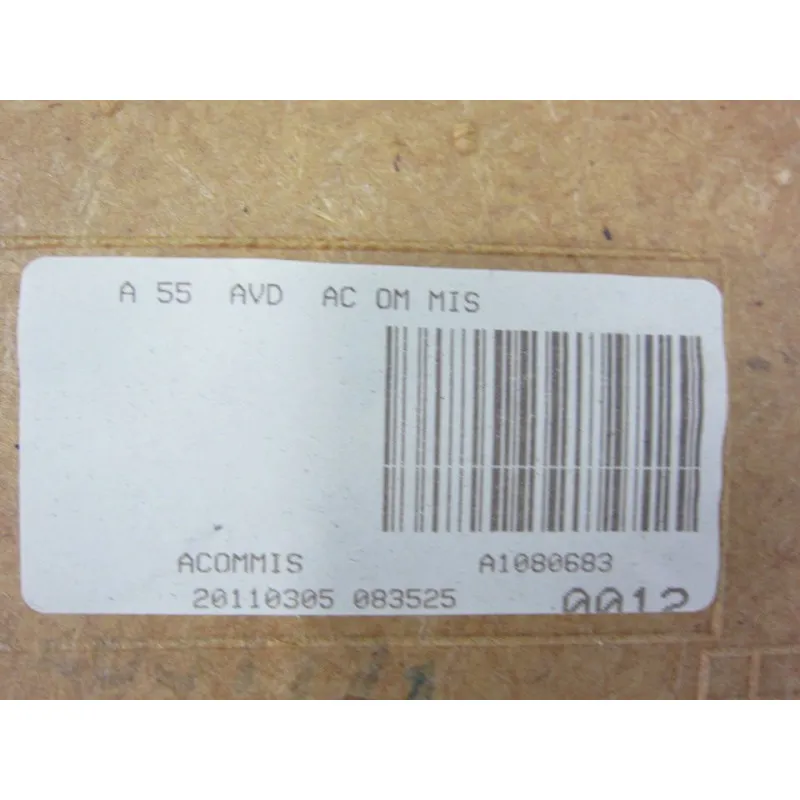 A 55 AVD AC OM MIS
ACOMMIS A1080683
20110305 083525 0012